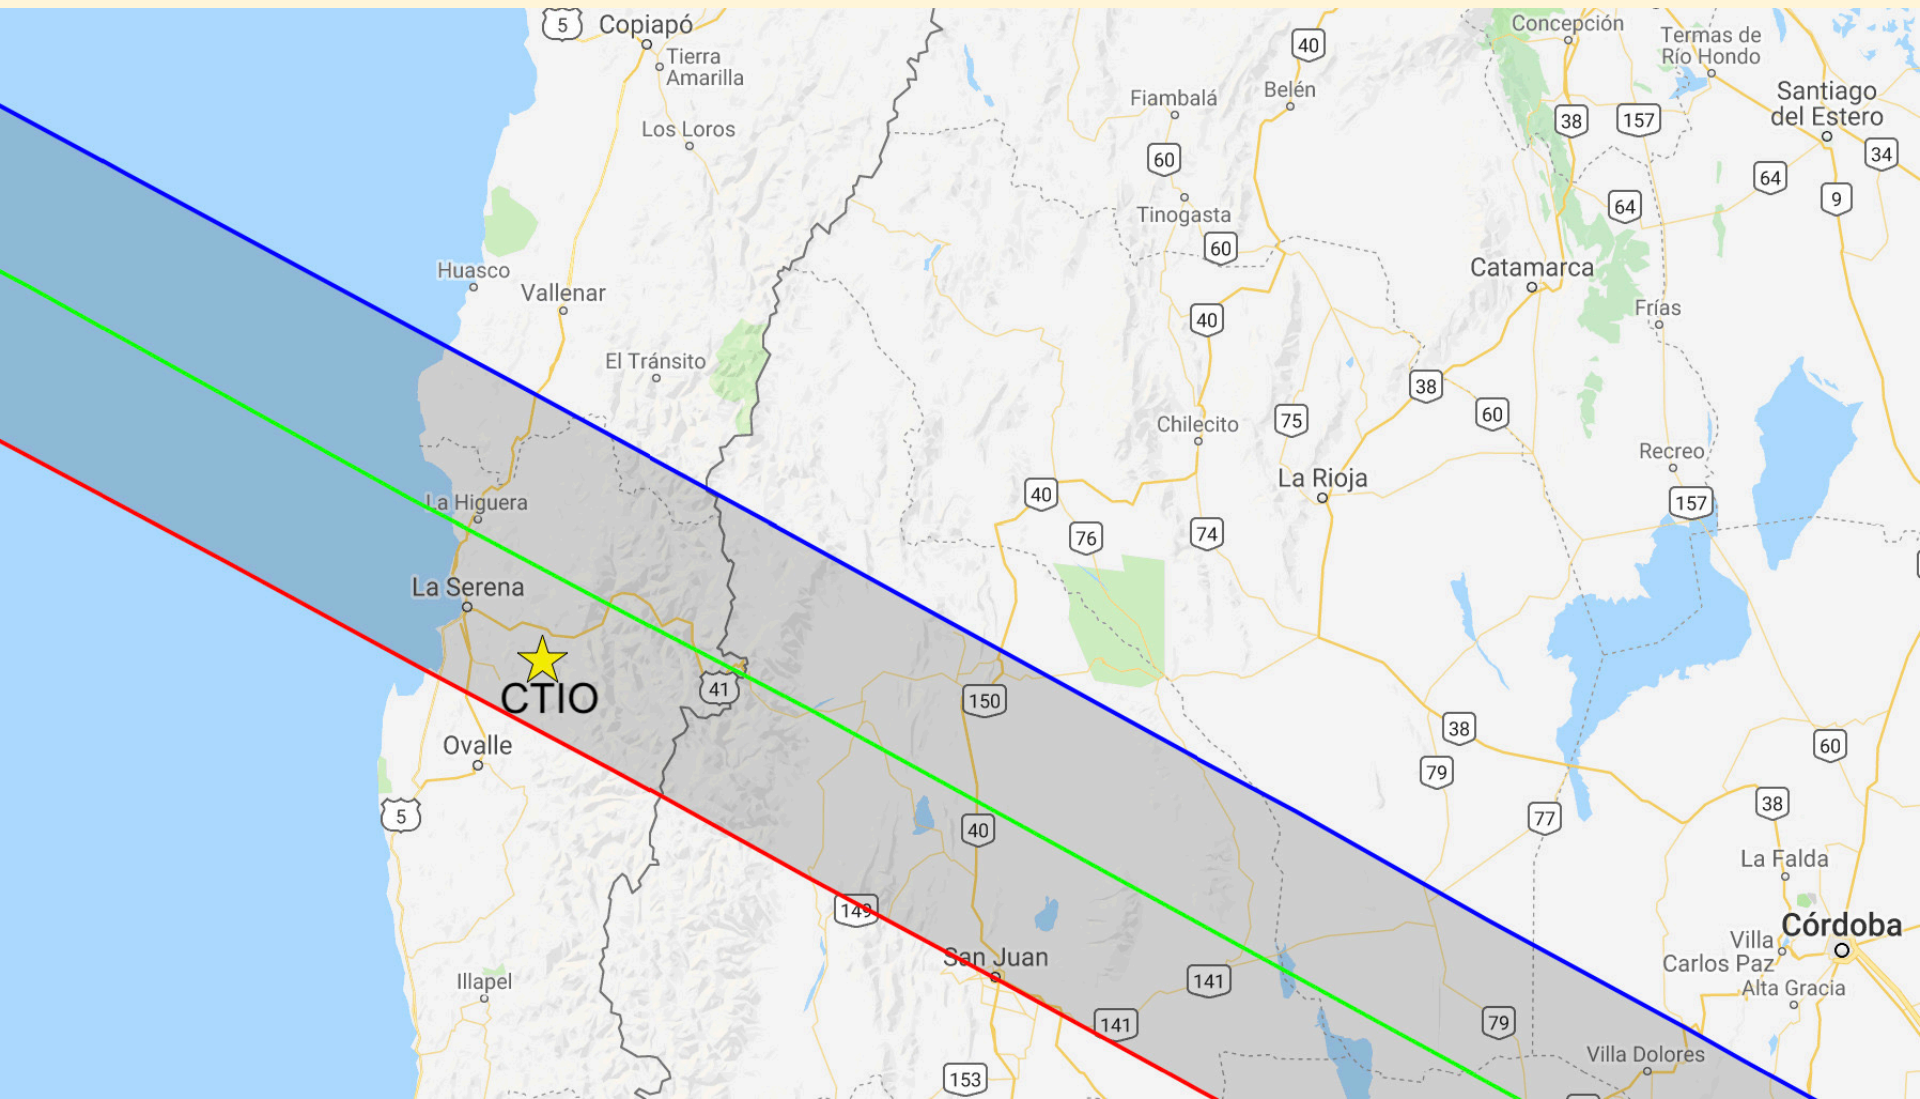 5
Copiapó
Tierra
Amarilla
Los Loros
40
Concepción
Termas de
Río Hondo
Fiambalá
Belén
Santiago
del Estero
38
157
34
60
64
9
Tinogasta
64
60
Huasco
Vallenar
Catamarca
Frías
40
El Tránsito
38
60
Chilecito
75
Recreo
La Rioja
40
157
La Higuera
76
74
La Serena
CTIO
41
150
38
Ovalle
60
79
5
77
38
40
La Falda
149
Córdoba
San Juan
Villa
Carlos Paz
Illapel
141
Alta Gracia
141
79
Villa Dolores
153